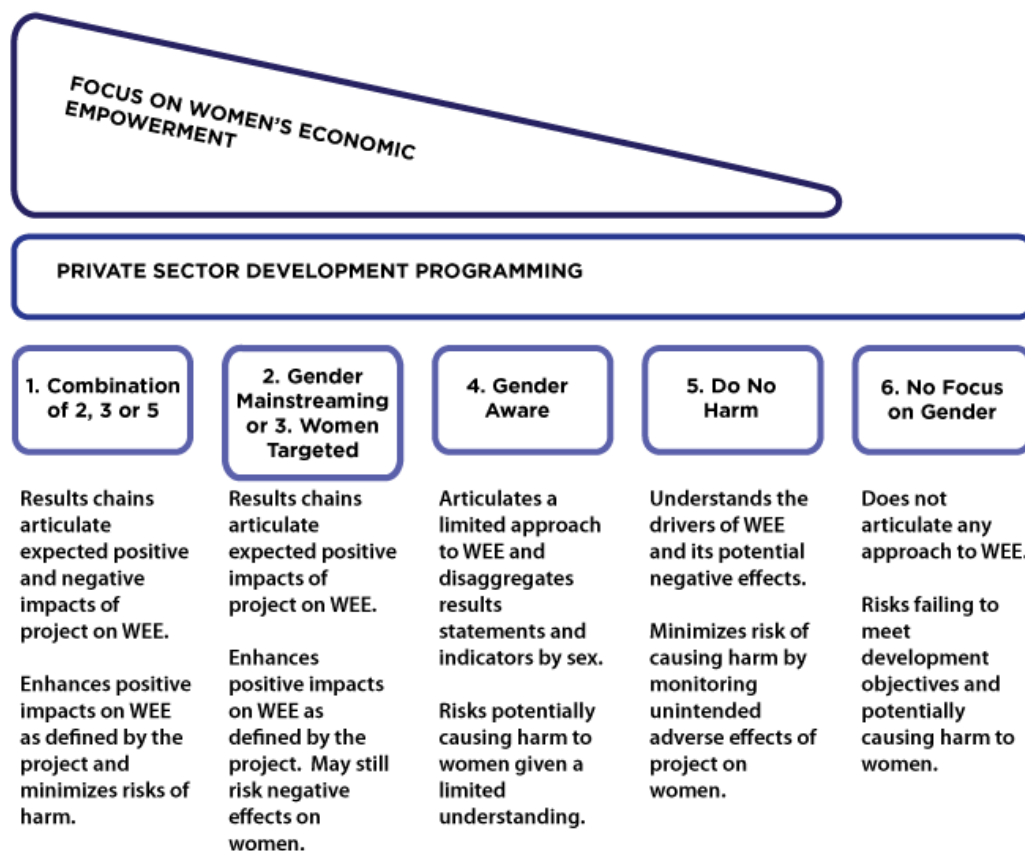 FOCUS ON WOMEN'S ECONOMIC
EMPOWERMENT
PRIVATE SECTOR DEVELOPMENT PROGRAMMING
1. Combination
of 2, 3 or 5
2. Gender
Mainstreaming
or 3. Women
Targeted
4. Gender
Aware
5. Do No
Harm
6. No Focus
on Gender
Results chains
articulate
expected positive
and negative
impacts of
project on WEE.
Enhances positive
impacts on WEE
as defined by the
project and
minimizes risks of
harm.
Results chains
articulate
expected positive
impacts of
project on WEE.
Enhances
positive impacts
on WEE as
defined by the
project. May still
risk negative
effects on
women.
Articulates a
limited approach
to WEE and
disaggregates
results
statements and
indicators by sex.
Risks potentially
causing harm to
women given a
limited
understanding.
Understands the
drivers of WEE
and its potential
negative effects.
Minimizes risk of
causing harm by
monitoring
unintended
adverse effects of
project on
women.
Does not
articulate any
approach to WEE.
Risks failing to
meet
development
objectives and
potentially
causing harm to
women.